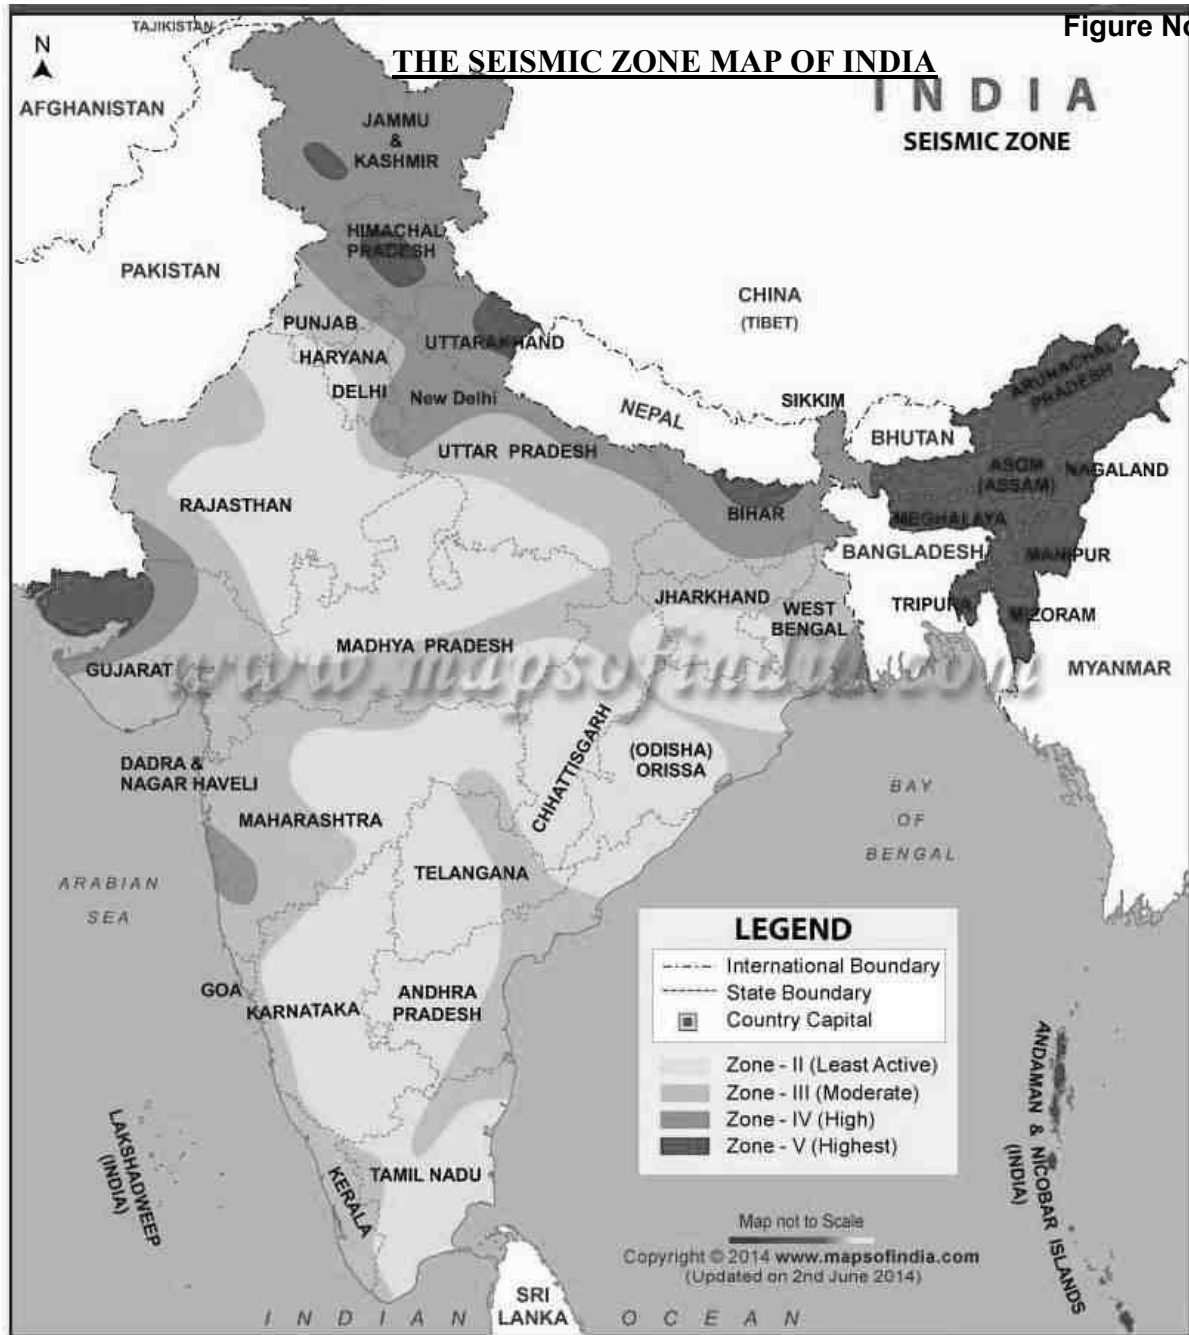 Figure No
THE SEISMIC ZONE MAP OF INDIA
INDIA
SEISMIC ZONE
N
TAJIKISTAN
AFGHANISTAN
JAMMU
&
KASHMIR
HIMACHAL
PRADESH
PAKISTAN
CHINA
(TIBET)
PUNJAB
UTTARAKHAND
HARYANA
DELHI
New Delhi
NEPAL
SIKKIM
BHUTAN
ARUNACHAL
PRADESH
UTTAR PRADESH
ASOM
(ASSAM)
NAGALAND
RAJASTHAN
BIHAR
MEGHALAYA
BANGLADESH
MANIPUR
JHARKHAND
WEST
BENGAL
TRIPURA
MIZORAM
MADHYA PRADESH
GUJARAT
www.mapsofindia.com
MYANMAR
CHHATTISGARH
(ODISHA)
ORISSA
DADRA &
NAGAR HAVELI
MAHARASHTRA
BAY
OF
BENGAL
TELANGANA
ARABIAN
SEA
GOA
KARNATAKA
ANDHRA
PRADESH
LEGEND
International Boundary
State Boundary
Country Capital
Zone - II (Least Active)
Zone - III (Moderate)
Zone - IV (High)
Zone - V (Highest)
ANDAMAN & NICOBAR ISLANDS
(INDIA)
LAKSHADWEEP
(INDIA)
KERALA
TAMIL NADU
Map not to Scale
Copyright © 2014 www.mapsofindia.com
(Updated on 2nd June 2014)
SRI
LANKA
INDIAN OCEAN